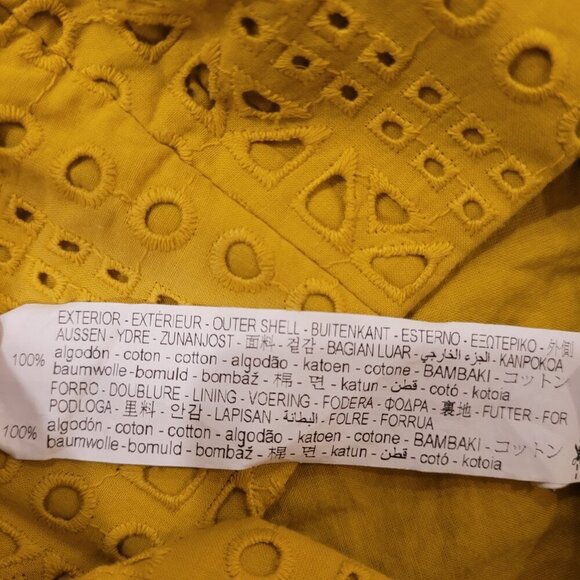 EXTERIOR - EXTÉRIEUR - OUTER SHELL - BUITENKANT - ESTERNO - ΕΞΩΤΕΡΙΚΟ - 外側
AUSSEN - YDRE - ZUNANJOST - 面料 - 겉감 - BAGIAN LUAR - الجزء الخارجي - KANPOKOA
100% algodón - coton - cotton - algodão - katoen - cotone - BAMBAKI - コットン
baumwolle - bomuld - bombaž - 棉 - 면 - katun - قطن - cotó - kotoia
FORRO - DOUBLURE - LINING - VOERING - FODERA - ΦΟΔΡΑ - 裏地 - FUTTER - FOR
PODLOGA - 里料 - 안감 - LAPISAN - البطانة - FOLRE - FORRUA
100% algodón - coton - cotton - algodão - katoen - cotone - BAMBAKI - コットン
baumwolle - bomuld - bombaž - 棉 - 면 - katun - قطن - cotó - kotoia